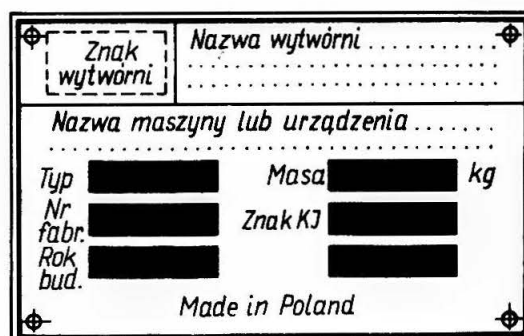 Znak wytwórni
Nazwa wytwórni
Nazwa maszyny lub urządzenia
Typ Masa kg
Nr fabr. Znak KJ
Rok bud.
Made in Poland